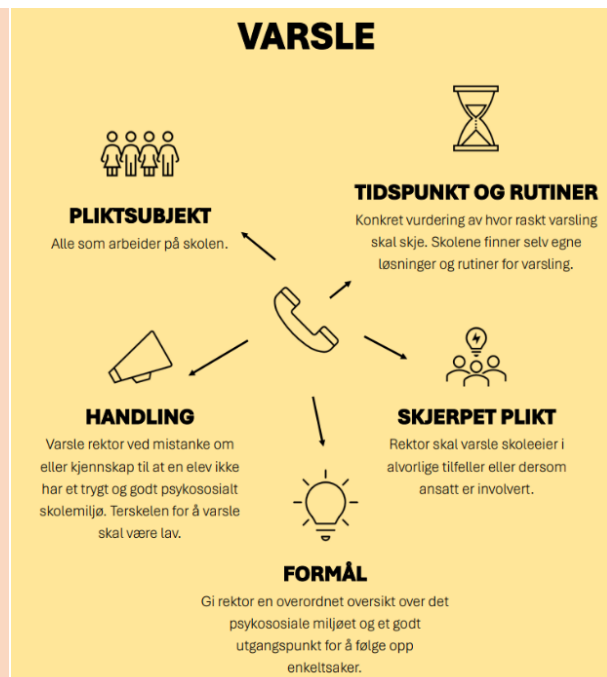 VARSLE
PLIKTSUBJEKT
Alle som arbeider på skolen.
TIDSPUNKT OG RUTINER
Konkret vurdering av hvor raskt varsling
skal skje. Skolene finner selv egne
løsninger og rutiner for varsling.
HANDLING
Varsle rektor ved mistanke om
eller kjennskap til at en elev ikke
har et trygt og godt psykososialt
skolemiljø. Terskelen for å varsle
skal være lav.
SKJERPET PLIKT
Rektor skal varsle skoleeier i
alvorlige tilfeller eller dersom
ansatt er involvert.
FORMÅL
Gi rektor en overordnet oversikt over det
psykososiale miljøet og et godt
utgangspunkt for å følge opp
enkeltsaker.